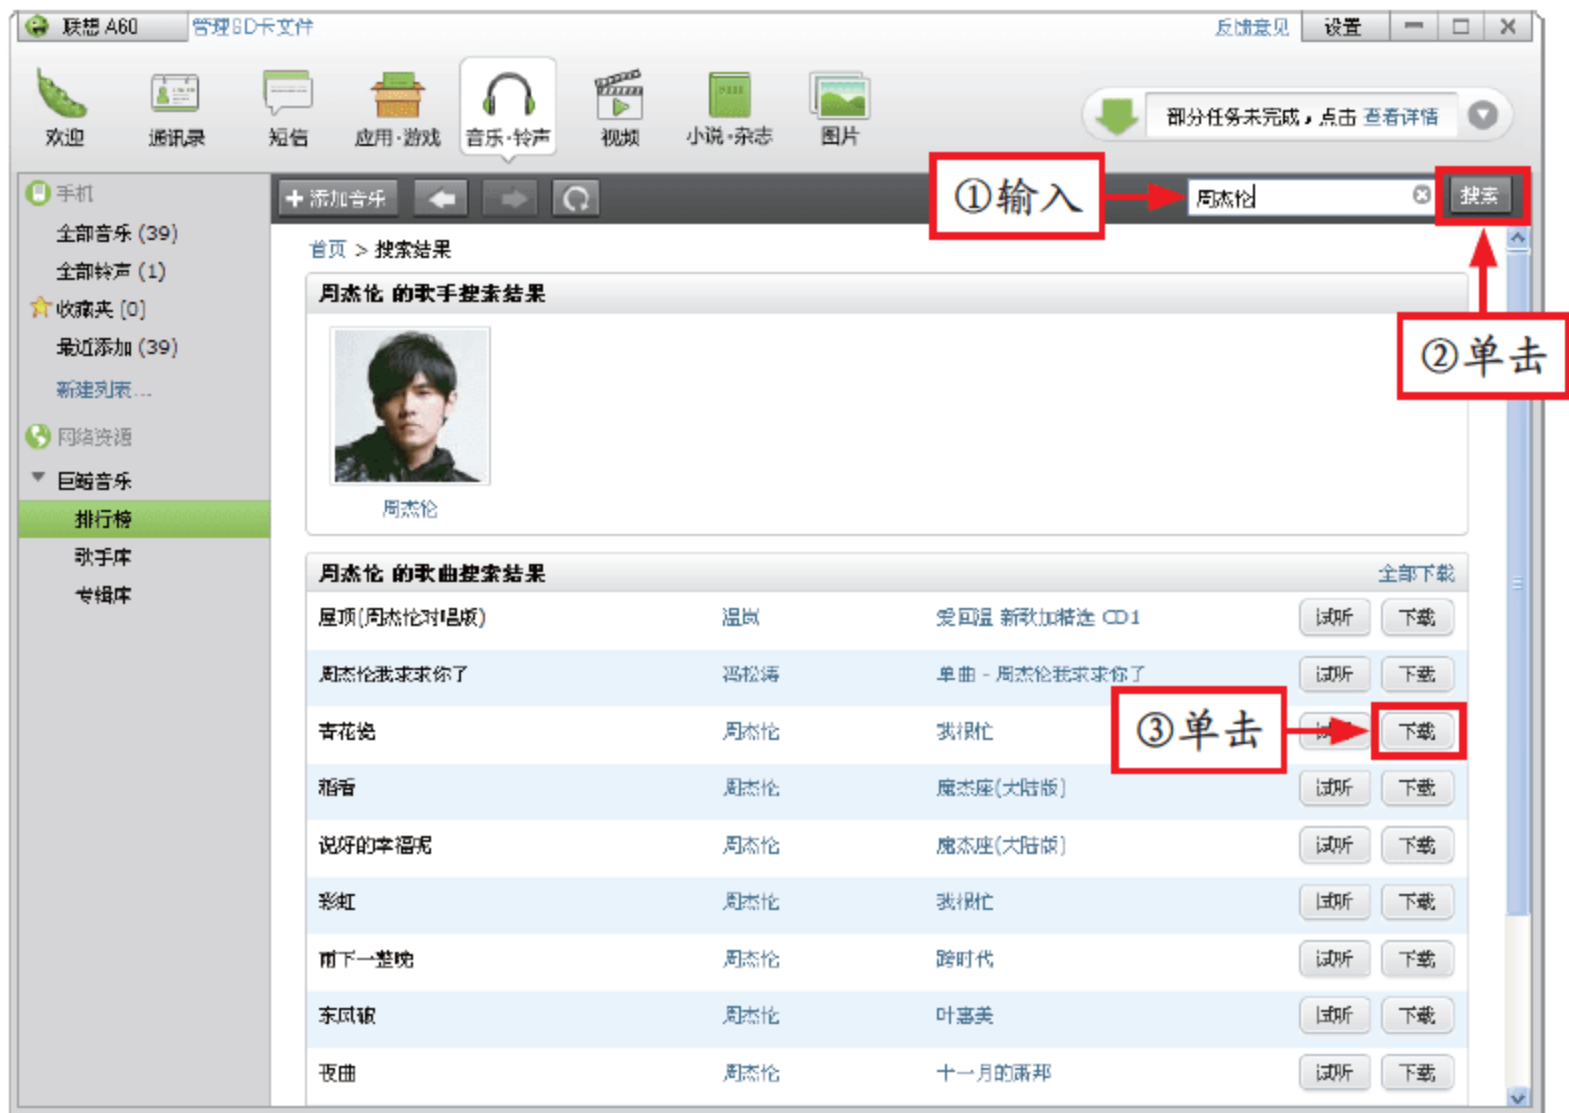 联想 A60 管理SD卡文件 反馈意见 设置
欢迎 通讯录 短信 应用·游戏 音乐·铃声 视频 小说·杂志 图片
部分任务未完成，点击 查看详情
手机
全部音乐 (39)
全部铃声 (1)
收藏夹 (0)
最近添加 (39)
新建列表...
网络资源
巨鲸音乐
排行榜
歌手库
专辑库
添加音乐 ①输入 周杰伦 搜索
②单击
首页 > 搜索结果
周杰伦 的歌手搜索结果
周杰伦
周杰伦 的歌曲搜索结果 全部下载
屋顶(周杰伦对唱版) 温岚 爱回温 新歌加精选 CD1 试听 下载
周杰伦我求求你了 冯松涛 单曲 - 周杰伦我求求你了 试听 下载
青花瓷 周杰伦 我很忙 ③单击 试听 下载
稻香 周杰伦 魔杰座(大陆版) 试听 下载
说好的幸福呢 周杰伦 魔杰座(大陆版) 试听 下载
彩虹 周杰伦 我很忙 试听 下载
雨下一整晚 周杰伦 跨时代 试听 下载
东风破 周杰伦 叶惠美 试听 下载
夜曲 周杰伦 十一月的萧邦 试听 下载